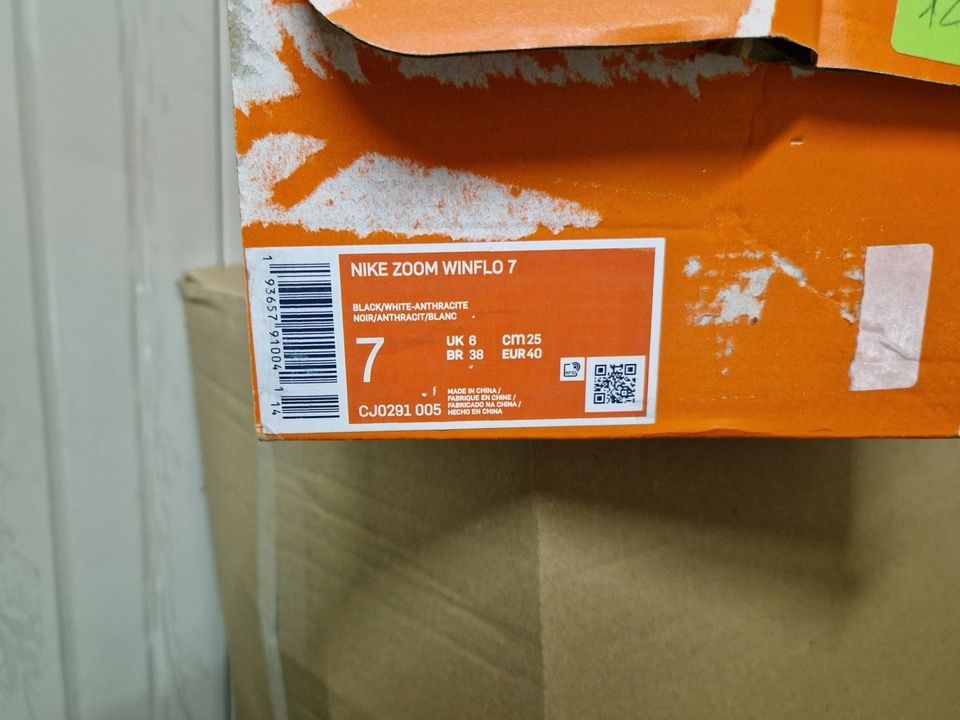 NIKE ZOOM WINFLO 7
BLACK/WHITE-ANTHRACITE
NOIR/ANTHRACIT/BLANC
7
UK 6 CM 25
BR 38 EUR 40
CJ0291 005
MADE IN CHINA /
FABRIQUE EN CHINE /
FABRICADO NA CHINA /
HECHO EN CHINA
1 93657 91004 1 14